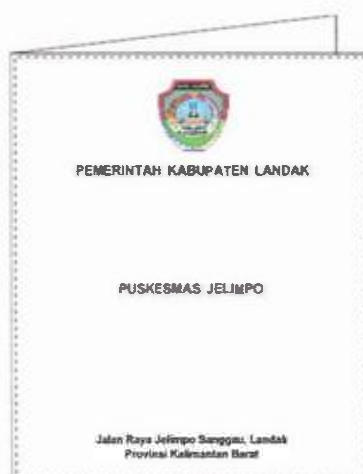 PEMERINTAH KABUPATEN LANDAK
PUSKESMAS JELIMPO
Jalan Raya Jelimpo Sanggau, Landak
Provinsi Kalimantan Barat